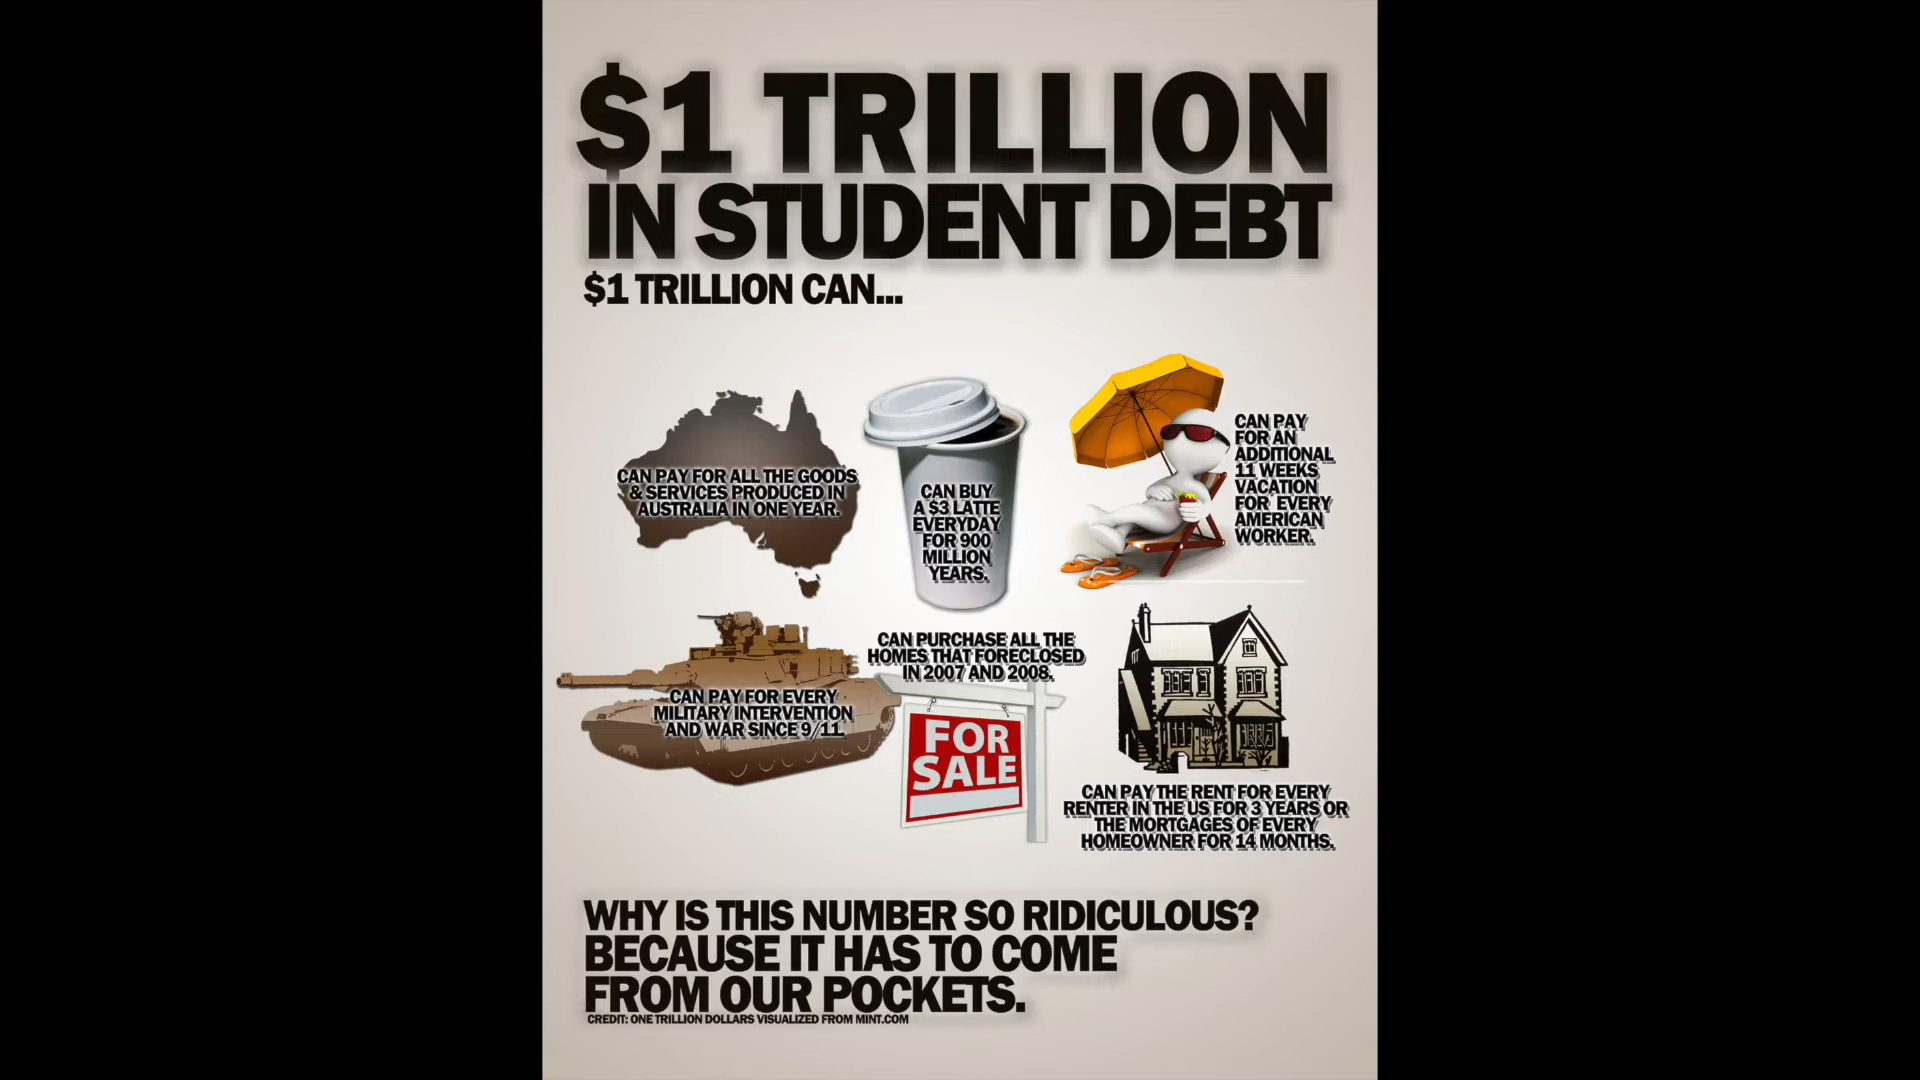 $1 TRILLION
IN STUDENT DEBT
$1 TRILLION CAN...
CAN PAY FOR ALL THE GOODS
& SERVICES PRODUCED IN
AUSTRALIA IN ONE YEAR.
CAN BUY
A $3 LATTE
EVERYDAY
FOR 900
MILLION
YEARS.
CAN PAY
FOR AN
ADDITIONAL
11 WEEKS
VACATION
FOR EVERY
AMERICAN
WORKER.
CAN PAY FOR EVERY
MILITARY INTERVENTION
AND WAR SINCE 9/11.
CAN PURCHASE ALL THE
HOMES THAT FORECLOSED
IN 2007 AND 2008.
FOR
SALE
CAN PAY THE RENT FOR EVERY
RENTER IN THE US FOR 3 YEARS OR
THE MORTGAGES OF EVERY
HOMEOWNER FOR 14 MONTHS.
WHY IS THIS NUMBER SO RIDICULOUS?
BECAUSE IT HAS TO COME
FROM OUR POCKETS.
CREDIT: ONE TRILLION DOLLARS VISUALIZED FROM MINT.COM